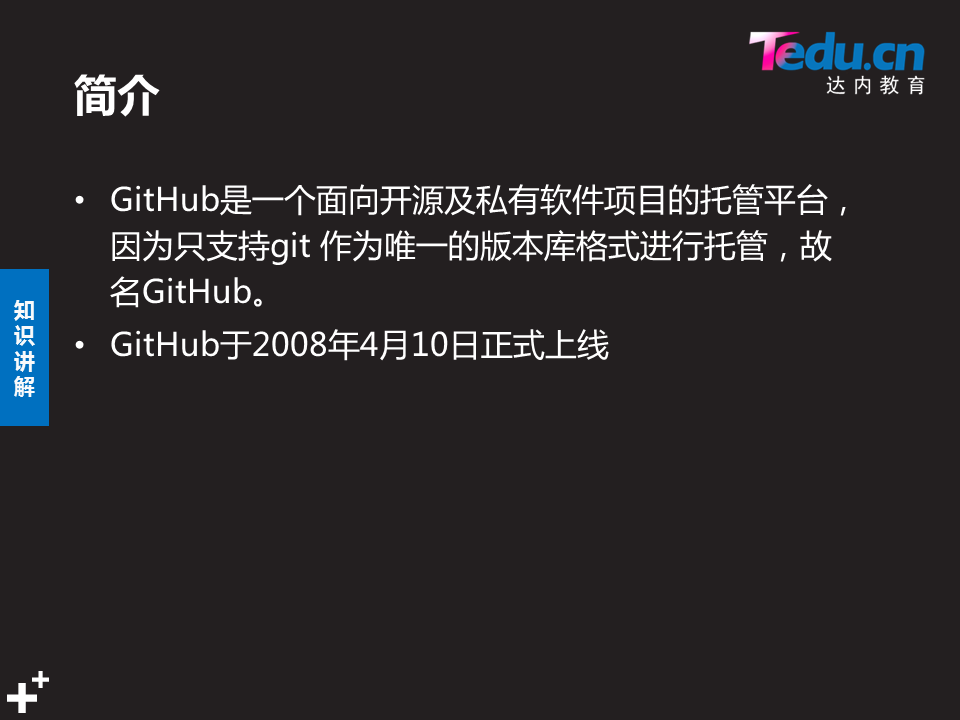 Tedu.cn
达内教育
简介
• GitHub是一个面向开源及私有软件项目的托管平台，
因为只支持git 作为唯一的版本库格式进行托管，故
名GitHub。
• GitHub于2008年4月10日正式上线
知
识
讲
解